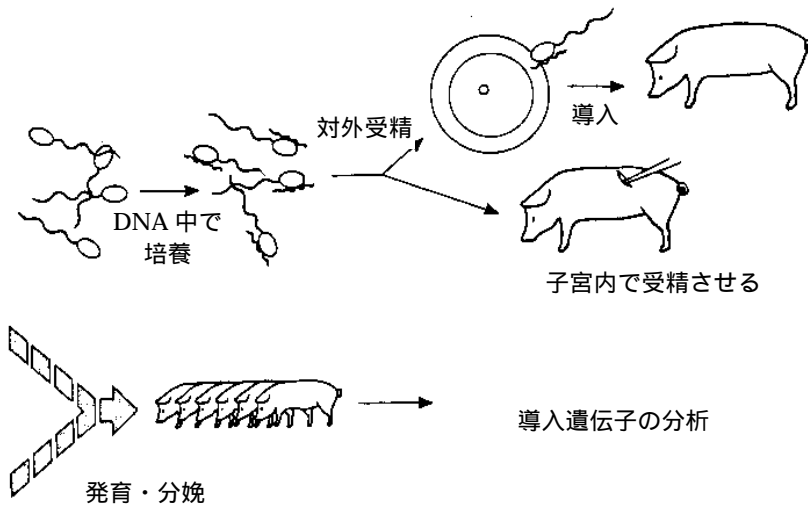 対外受精
導入
DNA 中で
培養
子宮内で受精させる
導入遺伝子の分析
発育・分娩